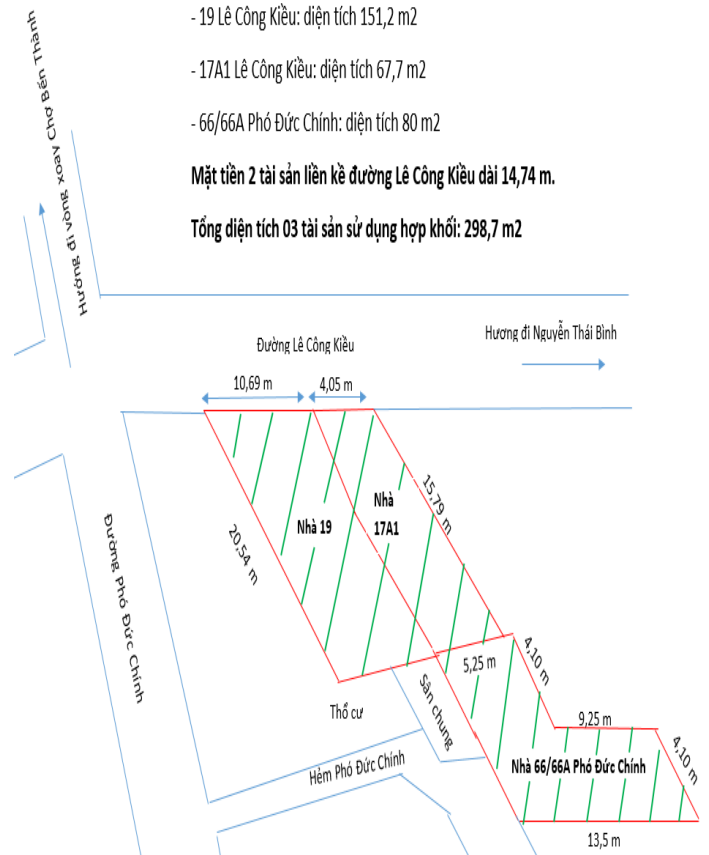 - 19 Lê Công Kiều: diện tích 151,2 m2
- 17A1 Lê Công Kiều: diện tích 67,7 m2
- 66/66A Phó Đức Chính: diện tích 80 m2
Mặt tiền 2 tài sản liền kề đường Lê Công Kiều dài 14,74 m.
Tổng diện tích 03 tài sản sử dụng hợp khối: 298,7 m2
Hướng đi vòng xoay Chợ Bến Thành
Đường Lê Công Kiều
Hương đi Nguyễn Thái Bình
10,69 m
4,05 m
Nhà 19
Nhà
17A1
15,79 m
20,54 m
Đường Phó Đức Chính
5,25 m
4,10 m
Sân chung
Thổ cư
9,25 m
4,10 m
Hẻm Phó Đức Chính
Nhà 66/66A Phó Đức Chính
13,5 m